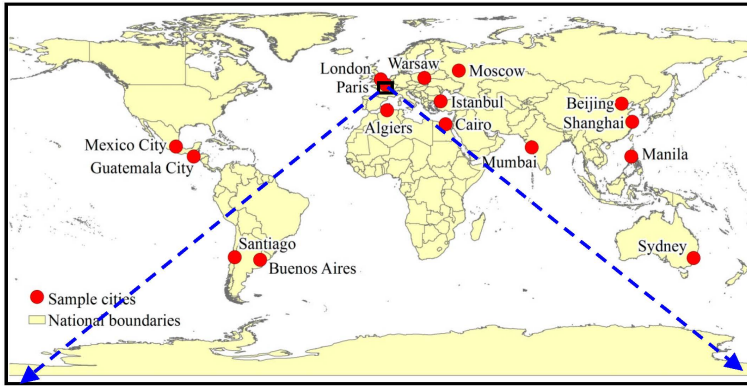 London
Warsaw
Moscow
Paris
Istanbul
Beijing
Algiers
Cairo
Shanghai
Mexico City
Mumbai
Manila
Guatemala City
Santiago
Sydney
Buenos Aires
Sample cities
National boundaries